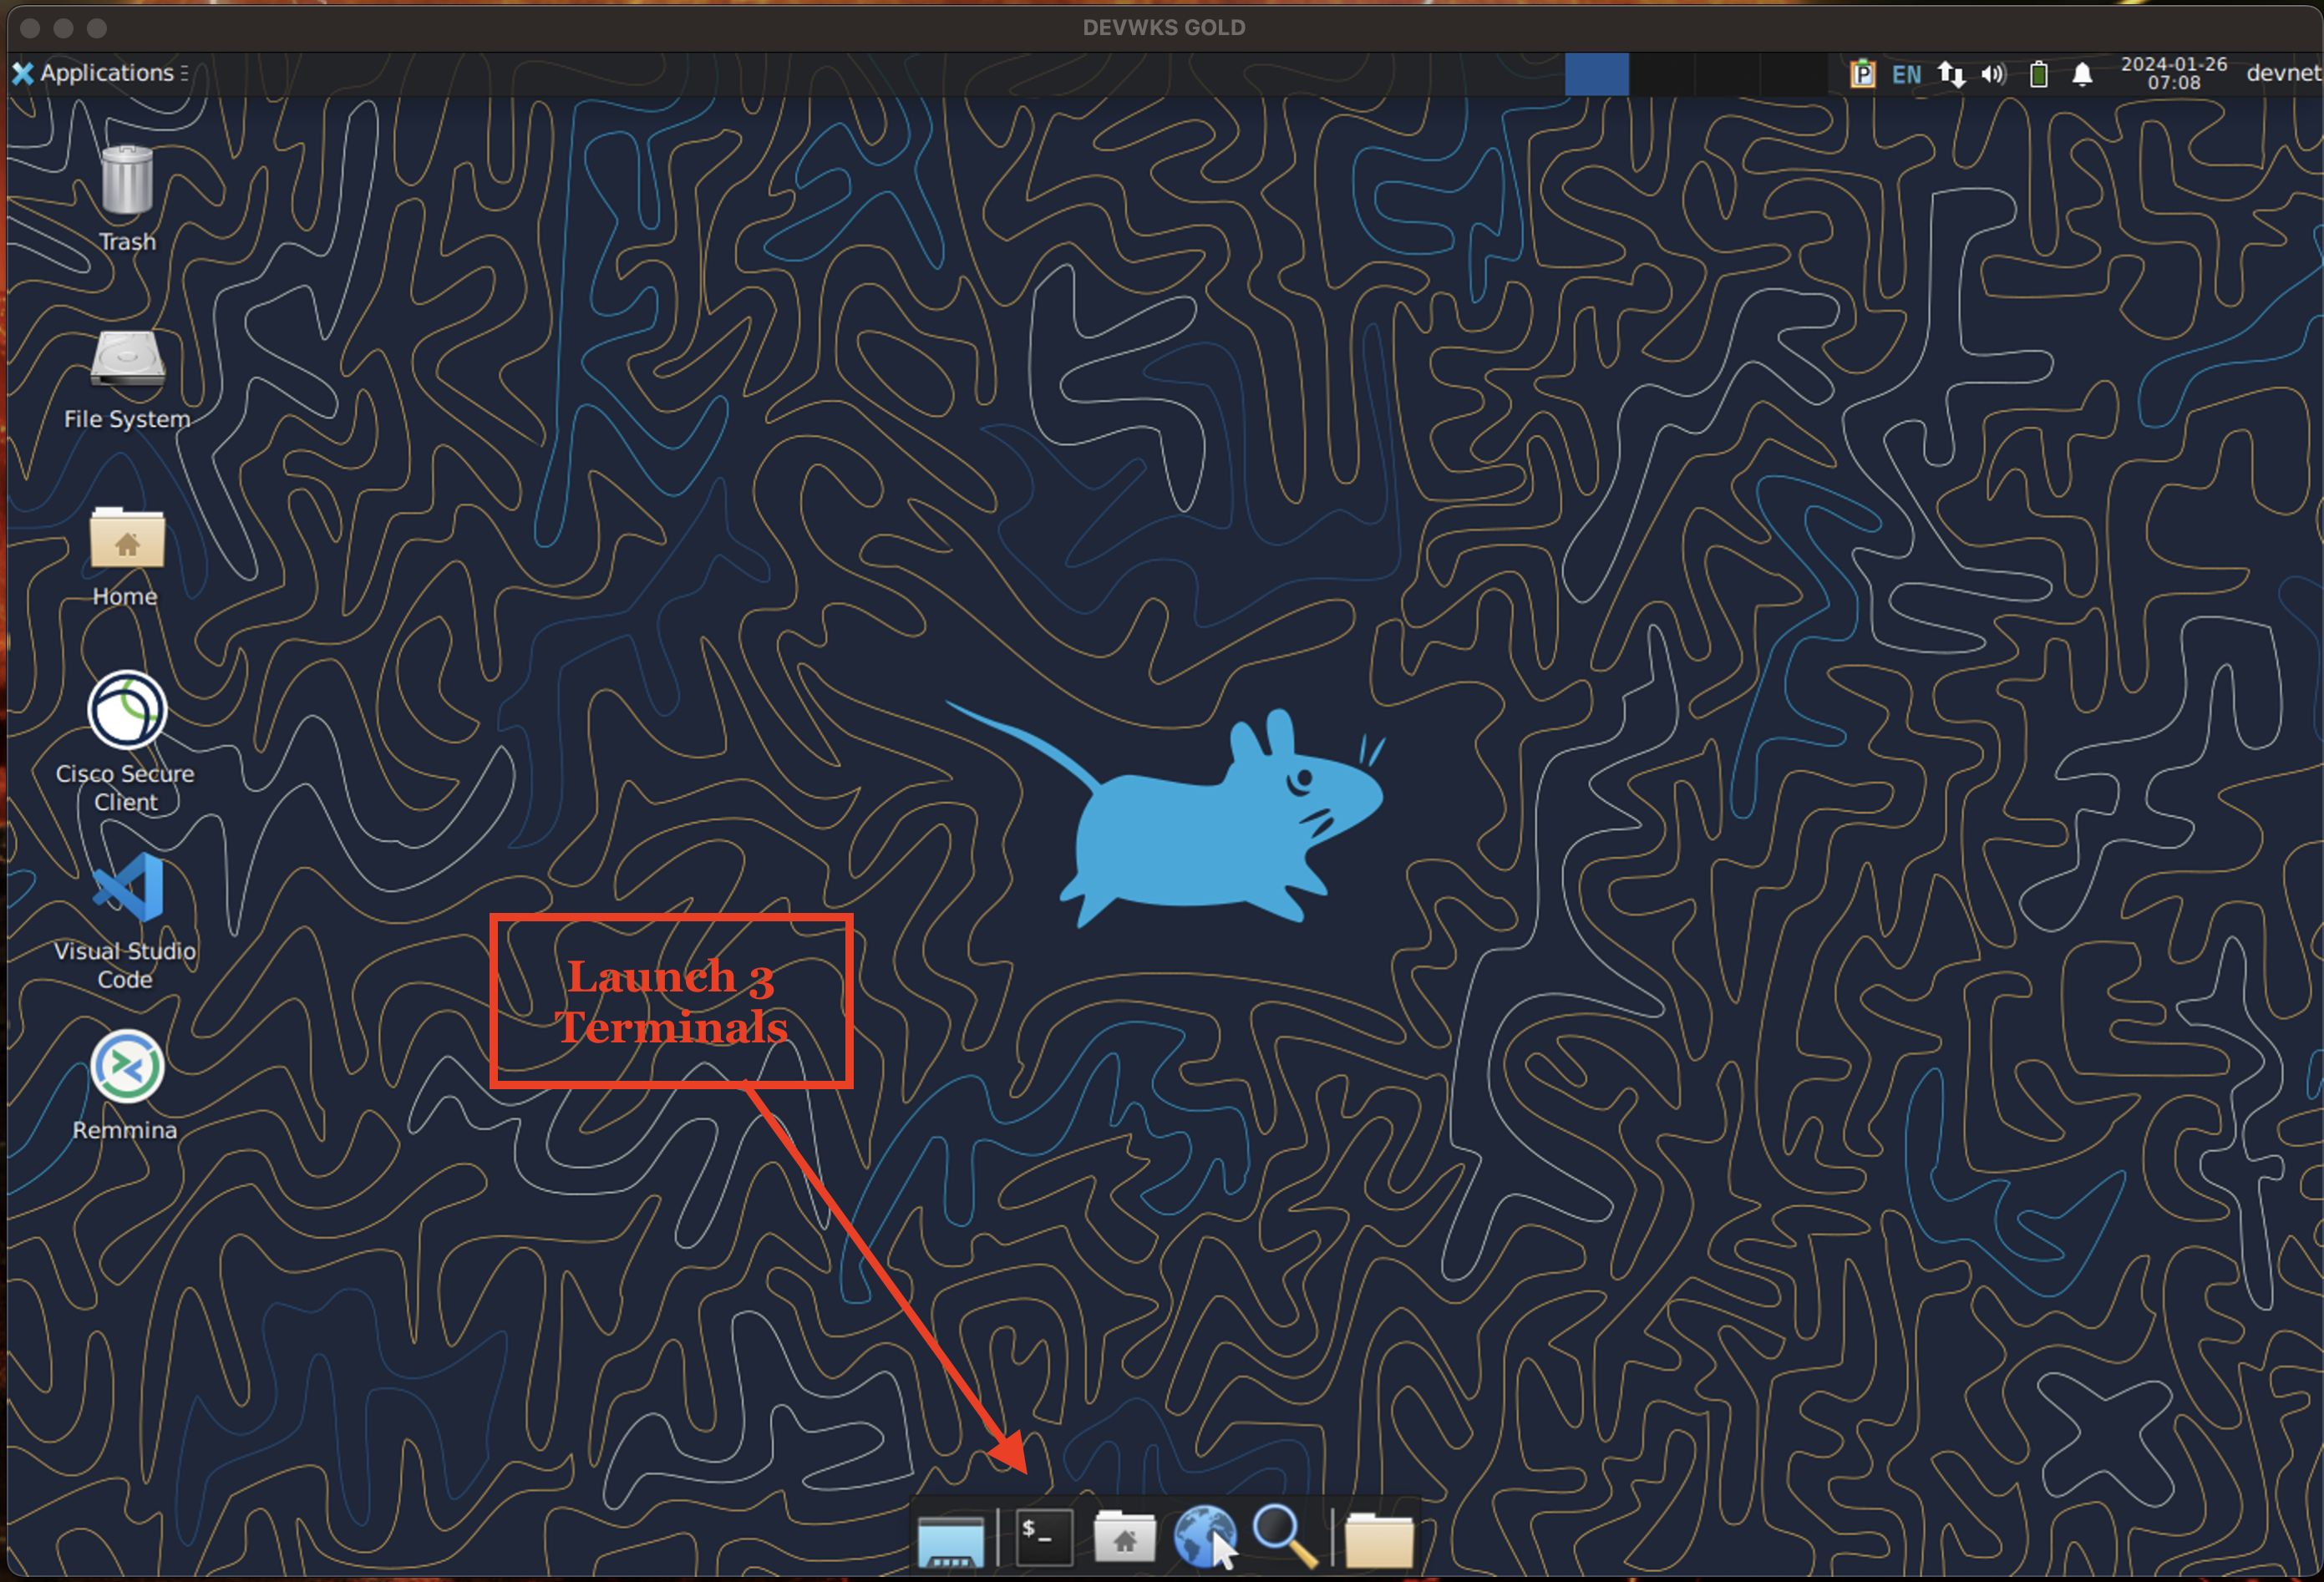 DEVWKS GOLD
Applications
P
EN
2024-01-26
07:08
devnet
Trash
File System
Home
Cisco Secure
Client
Visual Studio
Code
Remmina
Launch 3
Terminals
$_